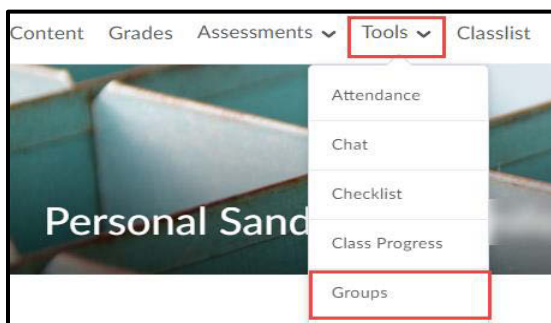 Content Grades Assessments Tools Classlist
Attendance
Chat
Checklist
Personal Sand
Class Progress
Groups